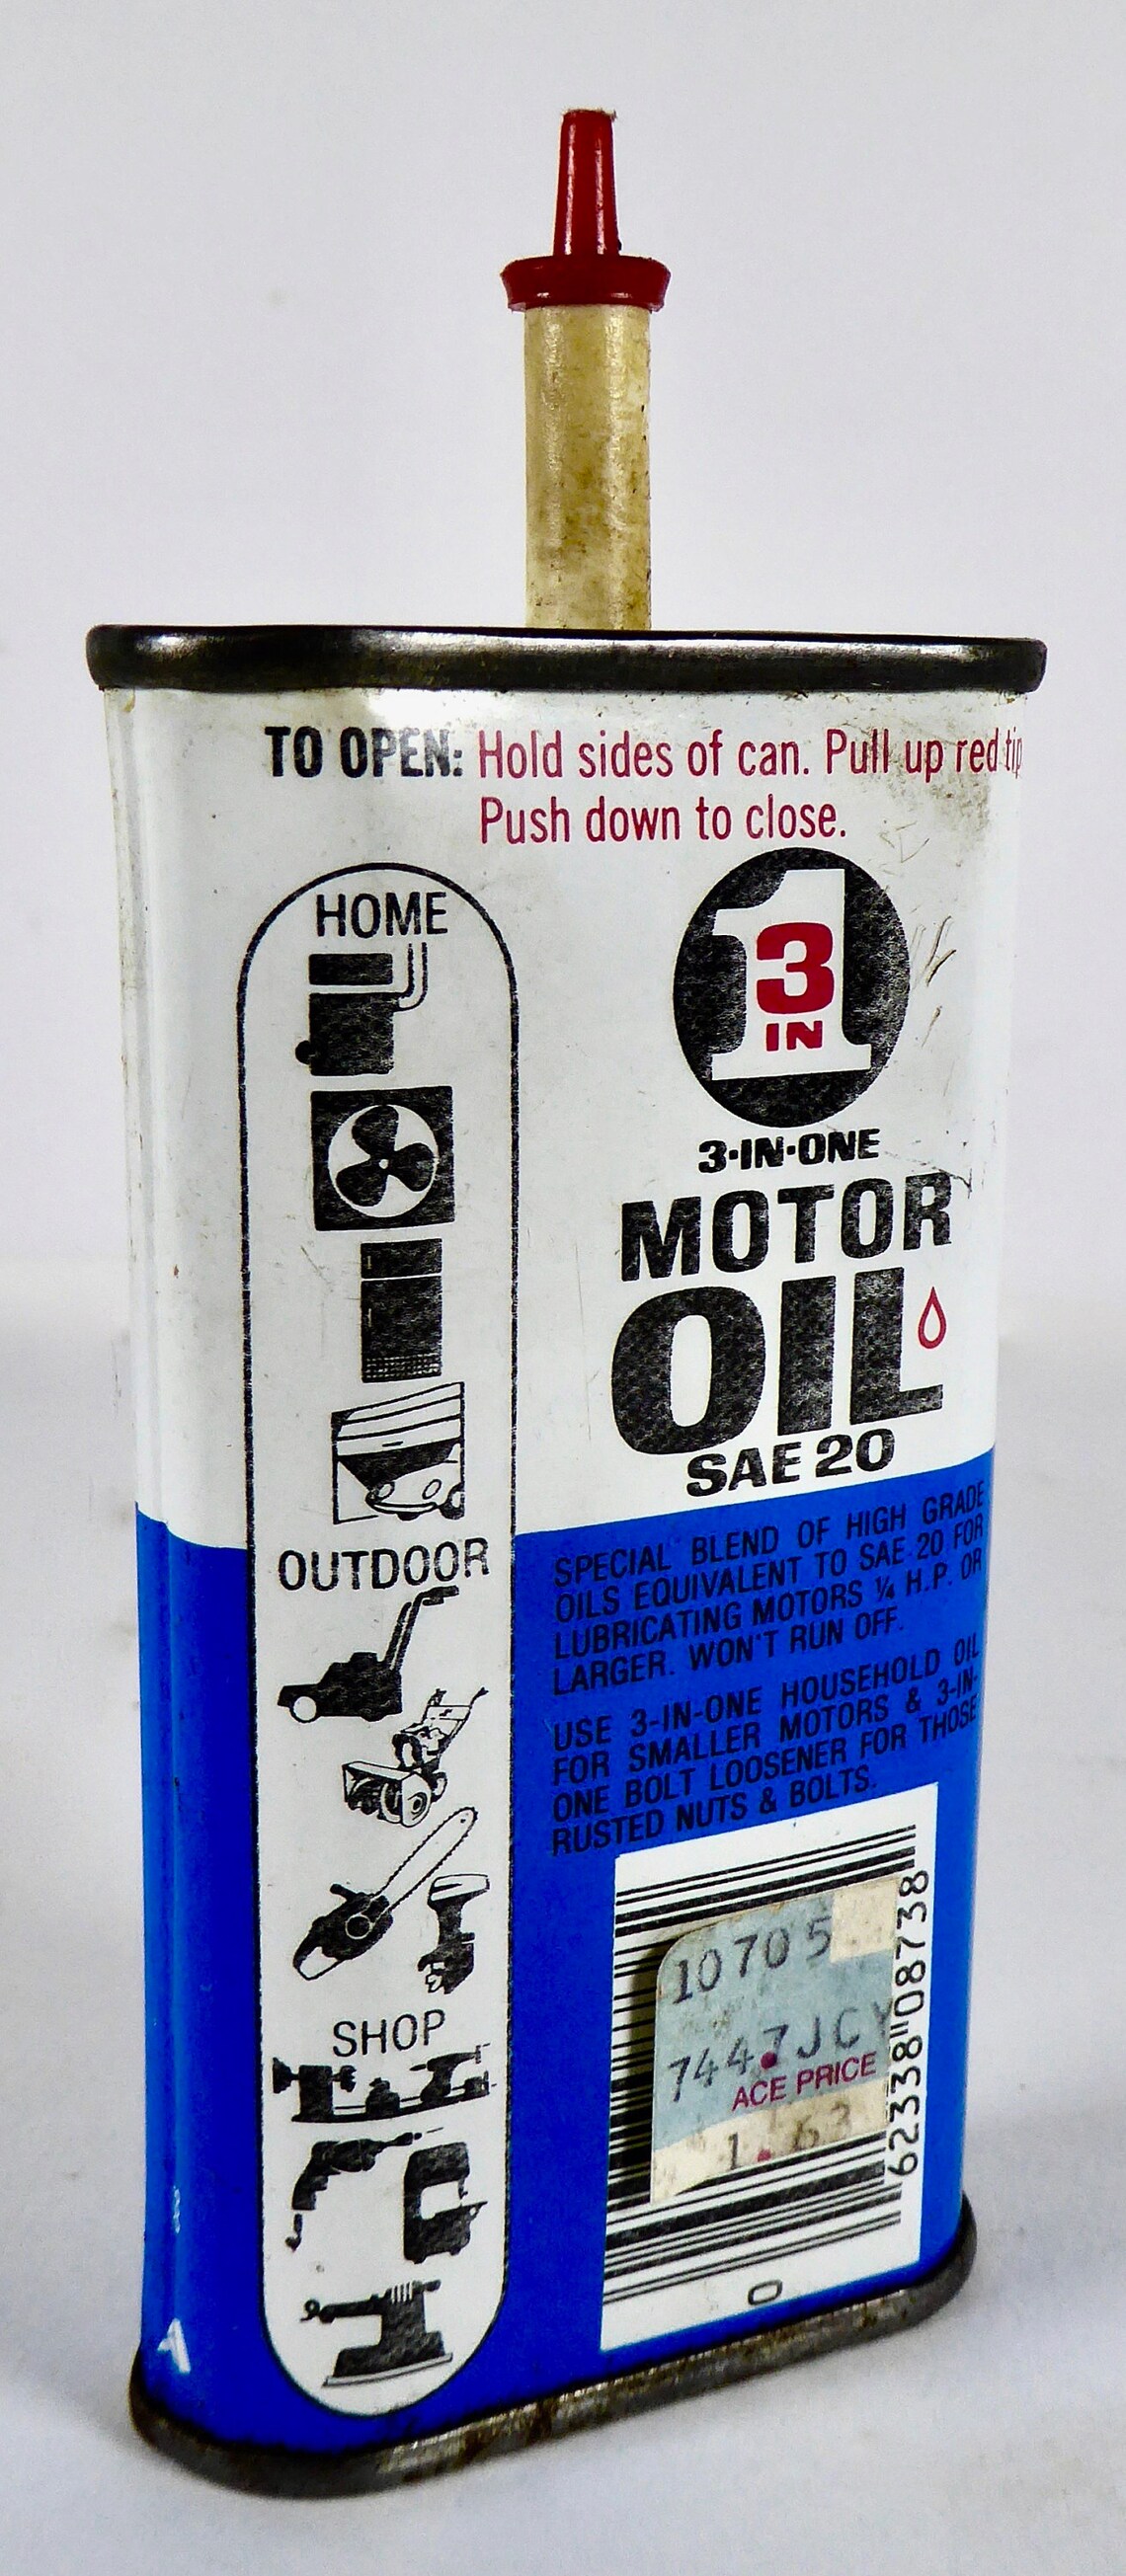 TO OPEN: Hold sides of can. Pull up red tip
Push down to close.
HOME
OUTDOOR
SHOP
1
3
IN
3-IN-ONE
MOTOR
OIL
SAE 20
SPECIAL BLEND OF HIGH GRADE
OILS EQUIVALENT TO SAE 20 FOR
LUBRICATING MOTORS ¼ H.P. OR
LARGER. WON'T RUN OFF.
USE 3-IN-ONE HOUSEHOLD OIL
FOR SMALLER MOTORS & 3-IN-
ONE BOLT LOOSENER FOR THOSE
RUSTED NUTS & BOLTS.
10705
7447JCY
ACE PRICE
1.63
62338"08738
0